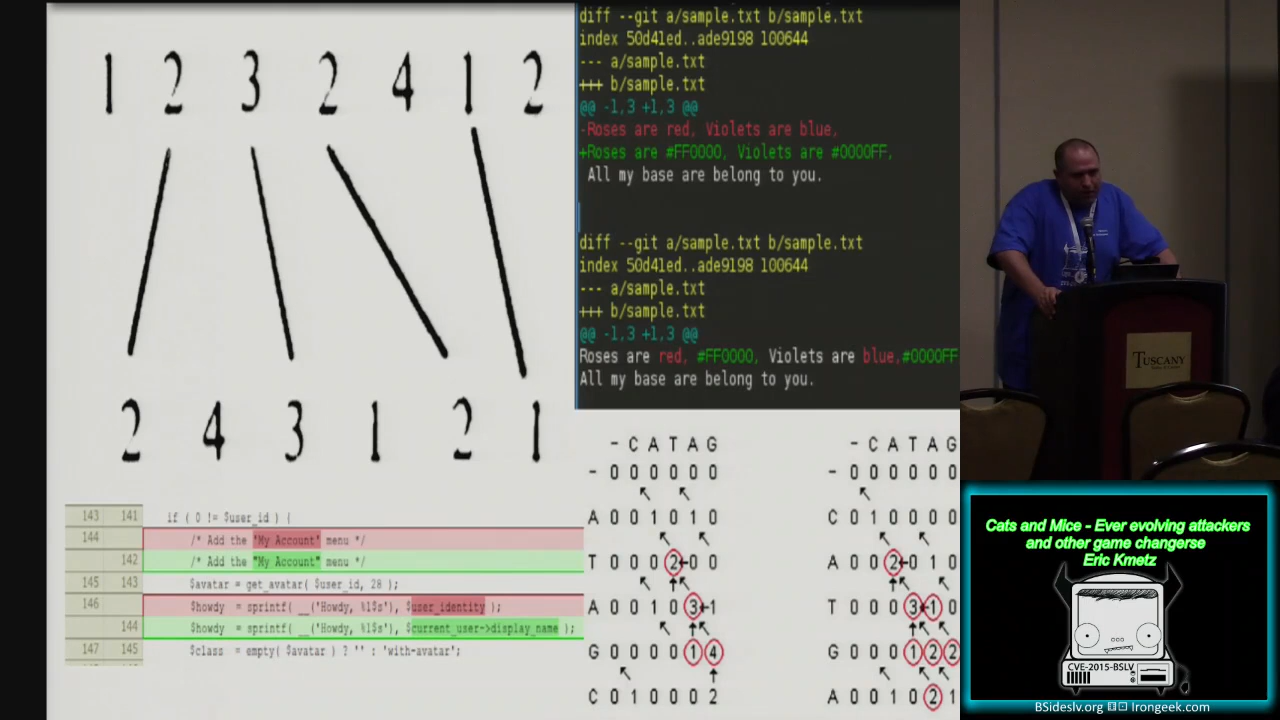 1 2 3 2 4 1 2
2 4 3 1 2 1
diff --git a/sample.txt b/sample.txt
index 50d41ed..ade9198 100644
--- a/sample.txt
+++ b/sample.txt
@@ -1,3 +1,3 @@
-Roses are red, Violets are blue,
+Roses are #FF0000, Violets are #0000FF,
All my base are belong to you.
diff --git a/sample.txt b/sample.txt
index 50d41ed..ade9198 100644
--- a/sample.txt
+++ b/sample.txt
@@ -1,3 +1,3 @@
Roses are red, #FF0000, Violets are blue,#0000FF
All my base are belong to you.
143 141 if ( 0 != $user_id ) {
144 /* Add the 'My Account' menu */
142 /* Add the "My Account" menu */
145 143 $avatar = get_avatar( $user_id, 28 );
146 $howdy = sprintf( __('Howdy, %1$s'), $user_identity );
144 $howdy = sprintf( __('Howdy, %1$s'), $current_user->display_name );
147 145 $class = empty( $avatar ) ? '' : 'with-avatar';
- C A T A G
- 0 0 0 0 0 0
A 0 0 1 0 1 0
T 0 0 0 2 0 0
A 0 0 1 0 3 1
G 0 0 0 0 1 4
C 0 1 0 0 0 2
- C A T A G
- 0 0 0 0 0 0
C 0 1 0 0 0 0
A 0 0 2 0 1
T 0 0 0 3 1 0
G 0 0 0 1 2 2
A 0 0 1 0 2 1
TUSCANY
Cats and Mice - Ever evolving attackers
and other game changerse
Eric Kmetz
CVE-2015-BSLV
BSideslv.org Irongeek.com